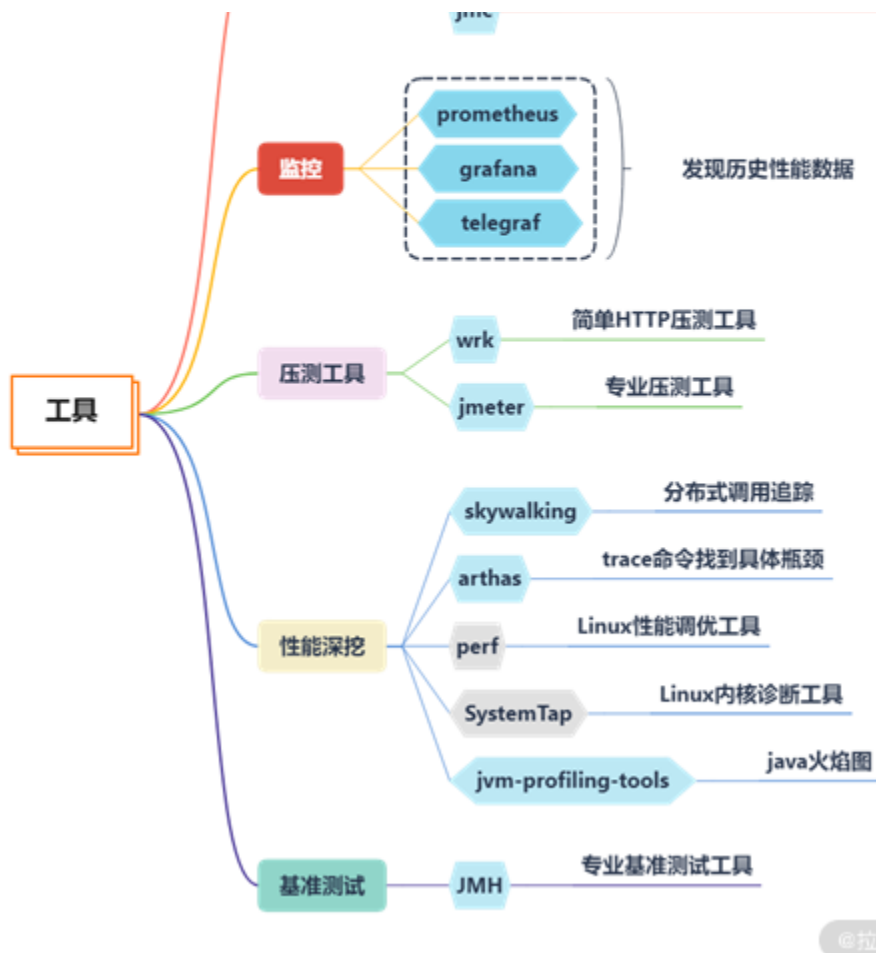 jmc
监控
prometheus
grafana
telegraf
发现历史性能数据
工具
压测工具
wrk
简单HTTP压测工具
jmeter
专业压测工具
性能深挖
skywalking
分布式调用追踪
arthas
trace命令找到具体瓶颈
perf
Linux性能调优工具
SystemTap
Linux内核诊断工具
jvm-profiling-tools
java火焰图
基准测试
JMH
专业基准测试工具
@拉